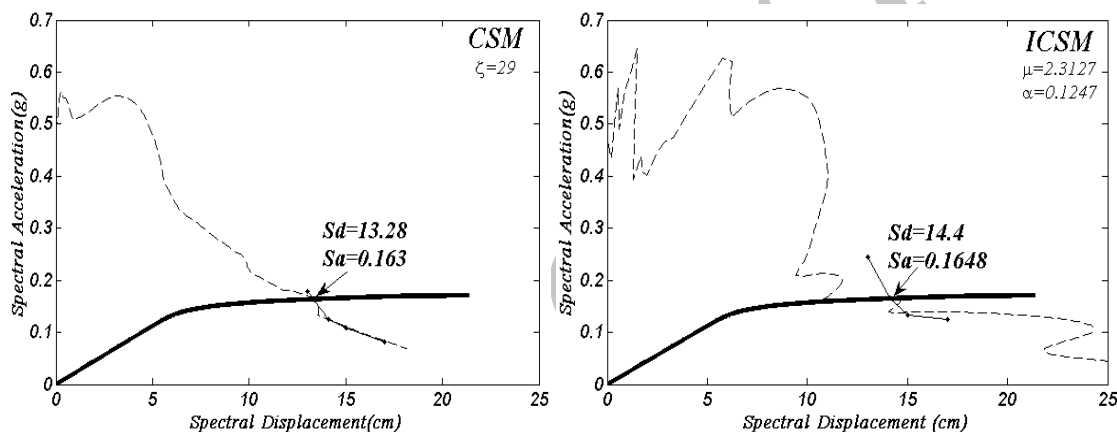 CSM
ζ=29
Sd=13.28
Sa=0.163
Spectral Acceleration(g)
0.7
0.6
0.5
0.4
0.3
0.2
0.1
0
0
5
10
15
20
25
Spectral Displacement(cm)
ICSM
μ=2.3127
α=0.1247
Sd=14.4
Sa=0.1648
Spectral Acceleration(g)
0.7
0.6
0.5
0.4
0.3
0.2
0.1
0
0
5
10
15
20
25
Spectral Displacement (cm)